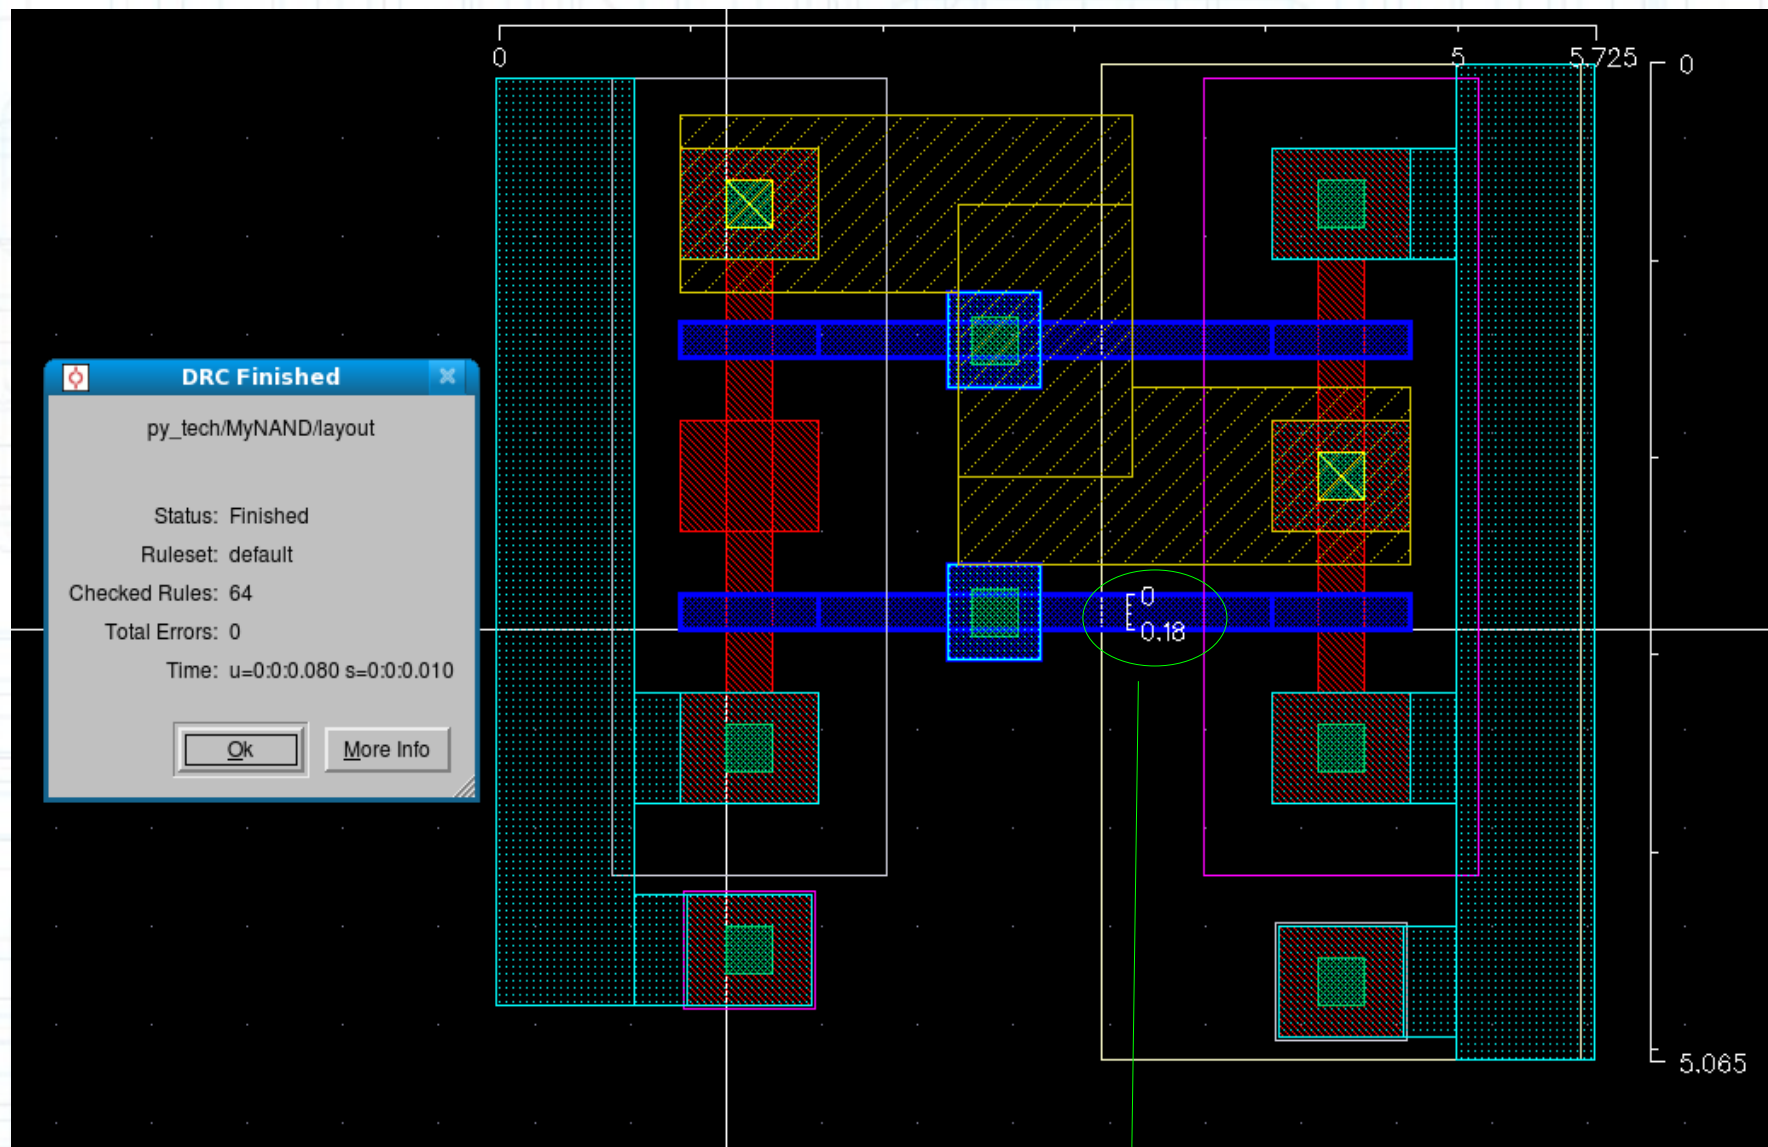 0
5
5.725
0
DRC Finished
py_tech/MyNAND/layout
Status: Finished
Ruleset: default
Checked Rules: 64
Total Errors: 0
Time: u=0:0:0.080 s=0:0:0.010
Ok
More Info
0
0.18
5.065